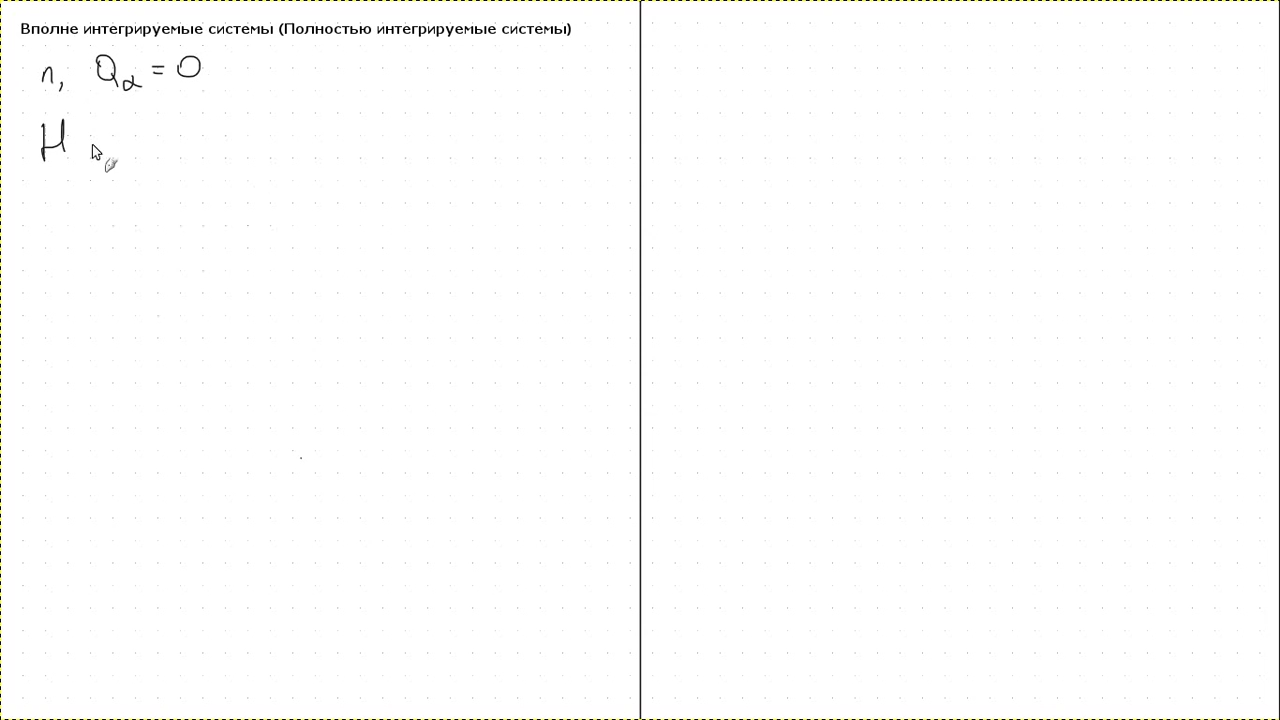 Вполне интегрируемые системы (Полностью интегрируемые системы)
n, Qα = 0
H